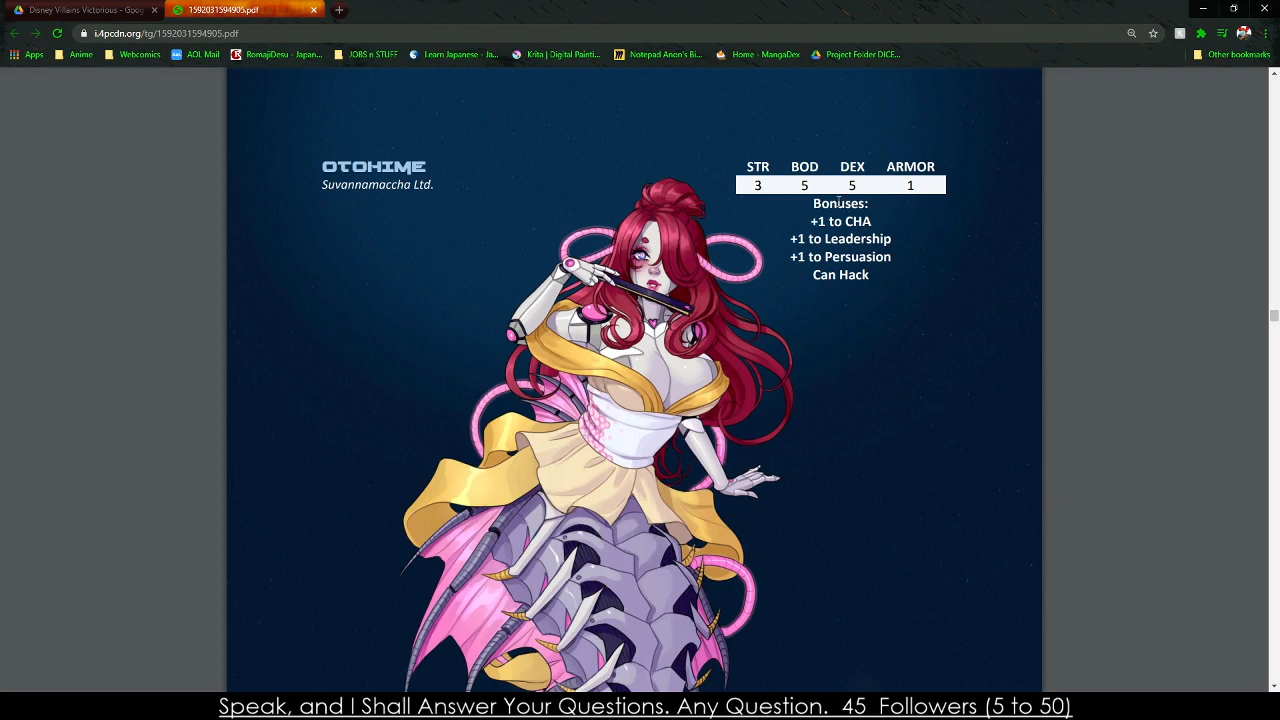 Disney Villains Victorious - Goog
1592031594905.pdf
i.4pcdn.org/tg/1592031594905.pdf
Apps
Anime
Webcomics
AOL Mail
RomajiDesu - Japan...
JOBS n STUFF
Learn Japanese - Ja...
Krita | Digital Painti...
Notepad Anon's Bi...
Home - MangaDex
Project Folder DICE...
Other bookmarks
OTOHIME
Suvannamaccha Ltd.
STR BOD DEX ARMOR
3 5 5 1
Bonuses:
+1 to CHA
+1 to Leadership
+1 to Persuasion
Can Hack
Speak, and I Shall Answer Your Questions. Any Question. 45 Followers (5 to 50)